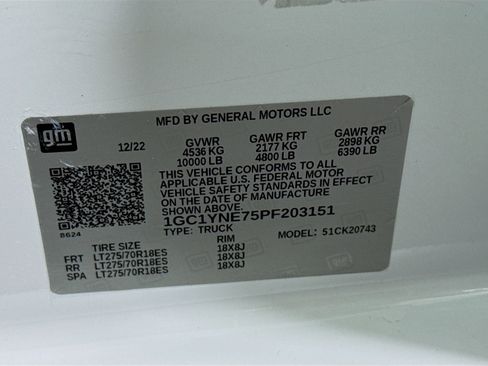 gm
MFD BY GENERAL MOTORS LLC
12/22 GVWR GAWR FRT GAWR RR
4536 KG 2177 KG 2898 KG
10000 LB 4800 LB 6390 LB
THIS VEHICLE CONFORMS TO ALL
APPLICABLE U.S. FEDERAL MOTOR
VEHICLE SAFETY STANDARDS IN EFFECT
ON THE DATE OF MANUFACTURE
SHOWN ABOVE.
1GC1YNE75PF203151
8624 TYPE: TRUCK MODEL: 51CK20743
TIRE SIZE RIM
FRT LT275/70R18ES 18X8J
RR LT275/70R18ES 18X8J
SPA LT275/70R18ES 18X8J